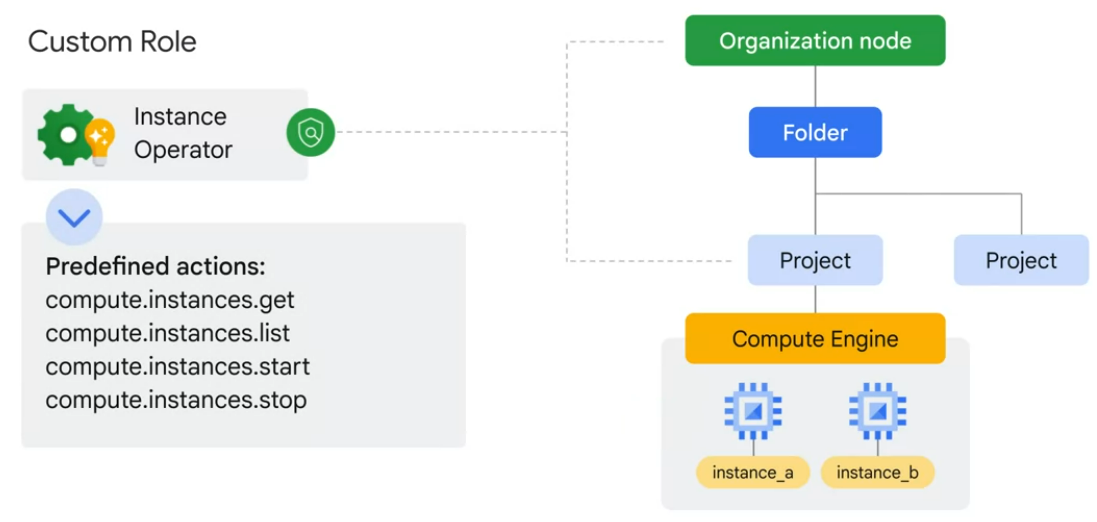 Custom Role
Instance
Operator
Predefined actions:
compute.instances.get
compute.instances.list
compute.instances.start
compute.instances.stop
Organization node
Folder
Project
Project
Compute Engine
instance_a
instance_b